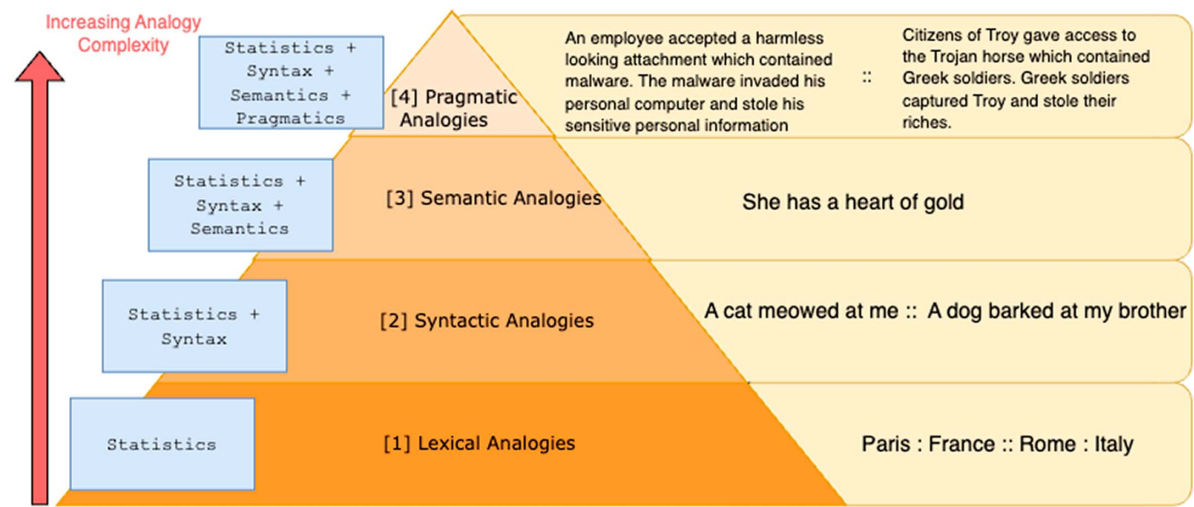 Increasing Analogy
Complexity
Statistics +
Syntax +
Semantics +
Pragmatics
[4] Pragmatic
Analogies
An employee accepted a harmless
looking attachment which contained
malware. The malware invaded his
personal computer and stole his
sensitive personal information
::
Citizens of Troy gave access to
the Trojan horse which contained
Greek soldiers. Greek soldiers
captured Troy and stole their
riches.
Statistics +
Syntax +
Semantics
[3] Semantic Analogies
She has a heart of gold
Statistics +
Syntax
[2] Syntactic Analogies
A cat meowed at me :: A dog barked at my brother
Statistics
[1] Lexical Analogies
Paris : France :: Rome : Italy